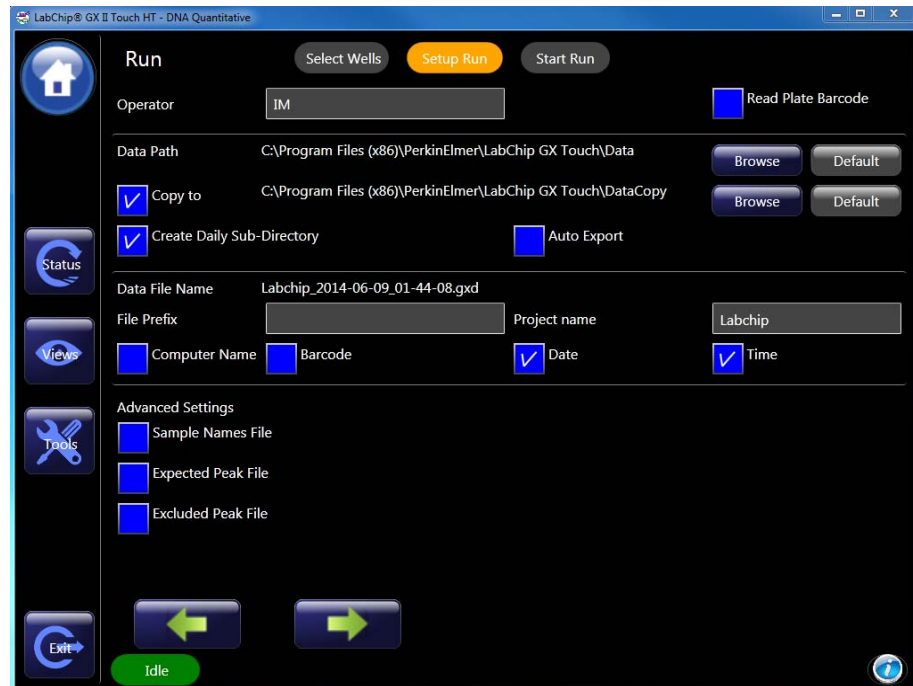 LabChip® GX II Touch HT - DNA Quantitative
Run
Select Wells
Setup Run
Start Run
Operator
IM
Read Plate Barcode
Data Path
C:\Program Files (x86)\PerkinElmer\LabChip GX Touch\Data
Browse
Default
Copy to
C:\Program Files (x86)\PerkinElmer\LabChip GX Touch\DataCopy
Browse
Default
Create Daily Sub-Directory
Auto Export
Status
Data File Name
Labchip_2014-06-09_01-44-08.gxd
File Prefix
Project name
Labchip
Views
Computer Name
Barcode
Date
Time
Advanced Settings
Sample Names File
Tools
Expected Peak File
Excluded Peak File
Exit
Idle